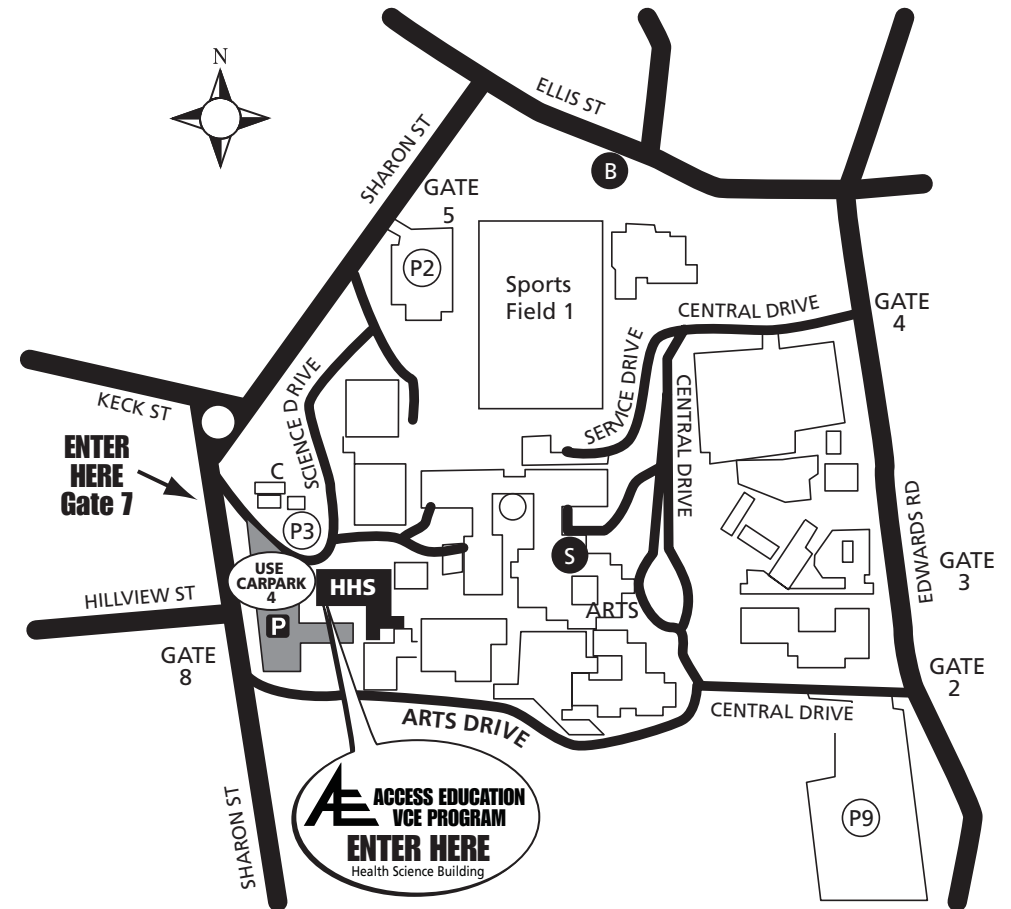 N
ELLIS ST
SHARON ST
B
GATE
5
P2
Sports
Field 1
CENTRAL DRIVE
GATE
4
SERVICE DRIVE
CENTRAL DRIVE
KECK ST
SCIENCE DRIVE
ENTER
HERE
Gate 7
C
P3
S
EDWARDS RD
GATE
3
USE
CARPARK
4
HHS
HILLVIEW ST
P
ARTS
GATE
8
GATE
2
ARTS DRIVE
CENTRAL DRIVE
SHARON ST
AE ACCESS EDUCATION
VCE PROGRAM
ENTER HERE
Health Science Building
P9